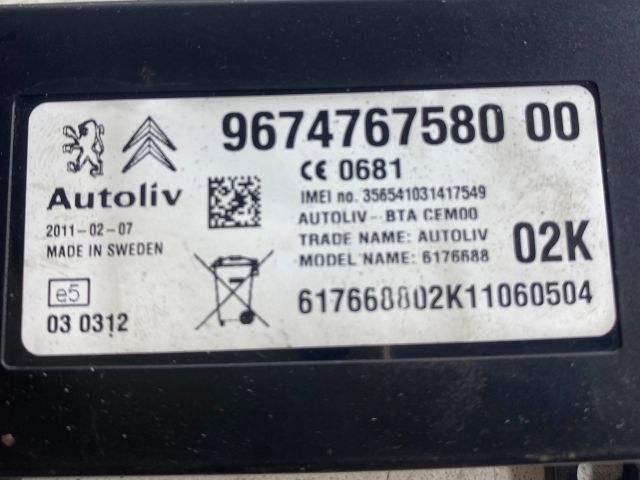 9674767580 00
CE 0681
Autoliv
IMEI no. 356541031417549
AUTOLIV--BTA CEM00
2011-02-07
TRADE NAME: AUTOLIV
MADE IN SWEDEN
MODEL NAME: 6176688
02K
e5
617668802K11060504
03 0312